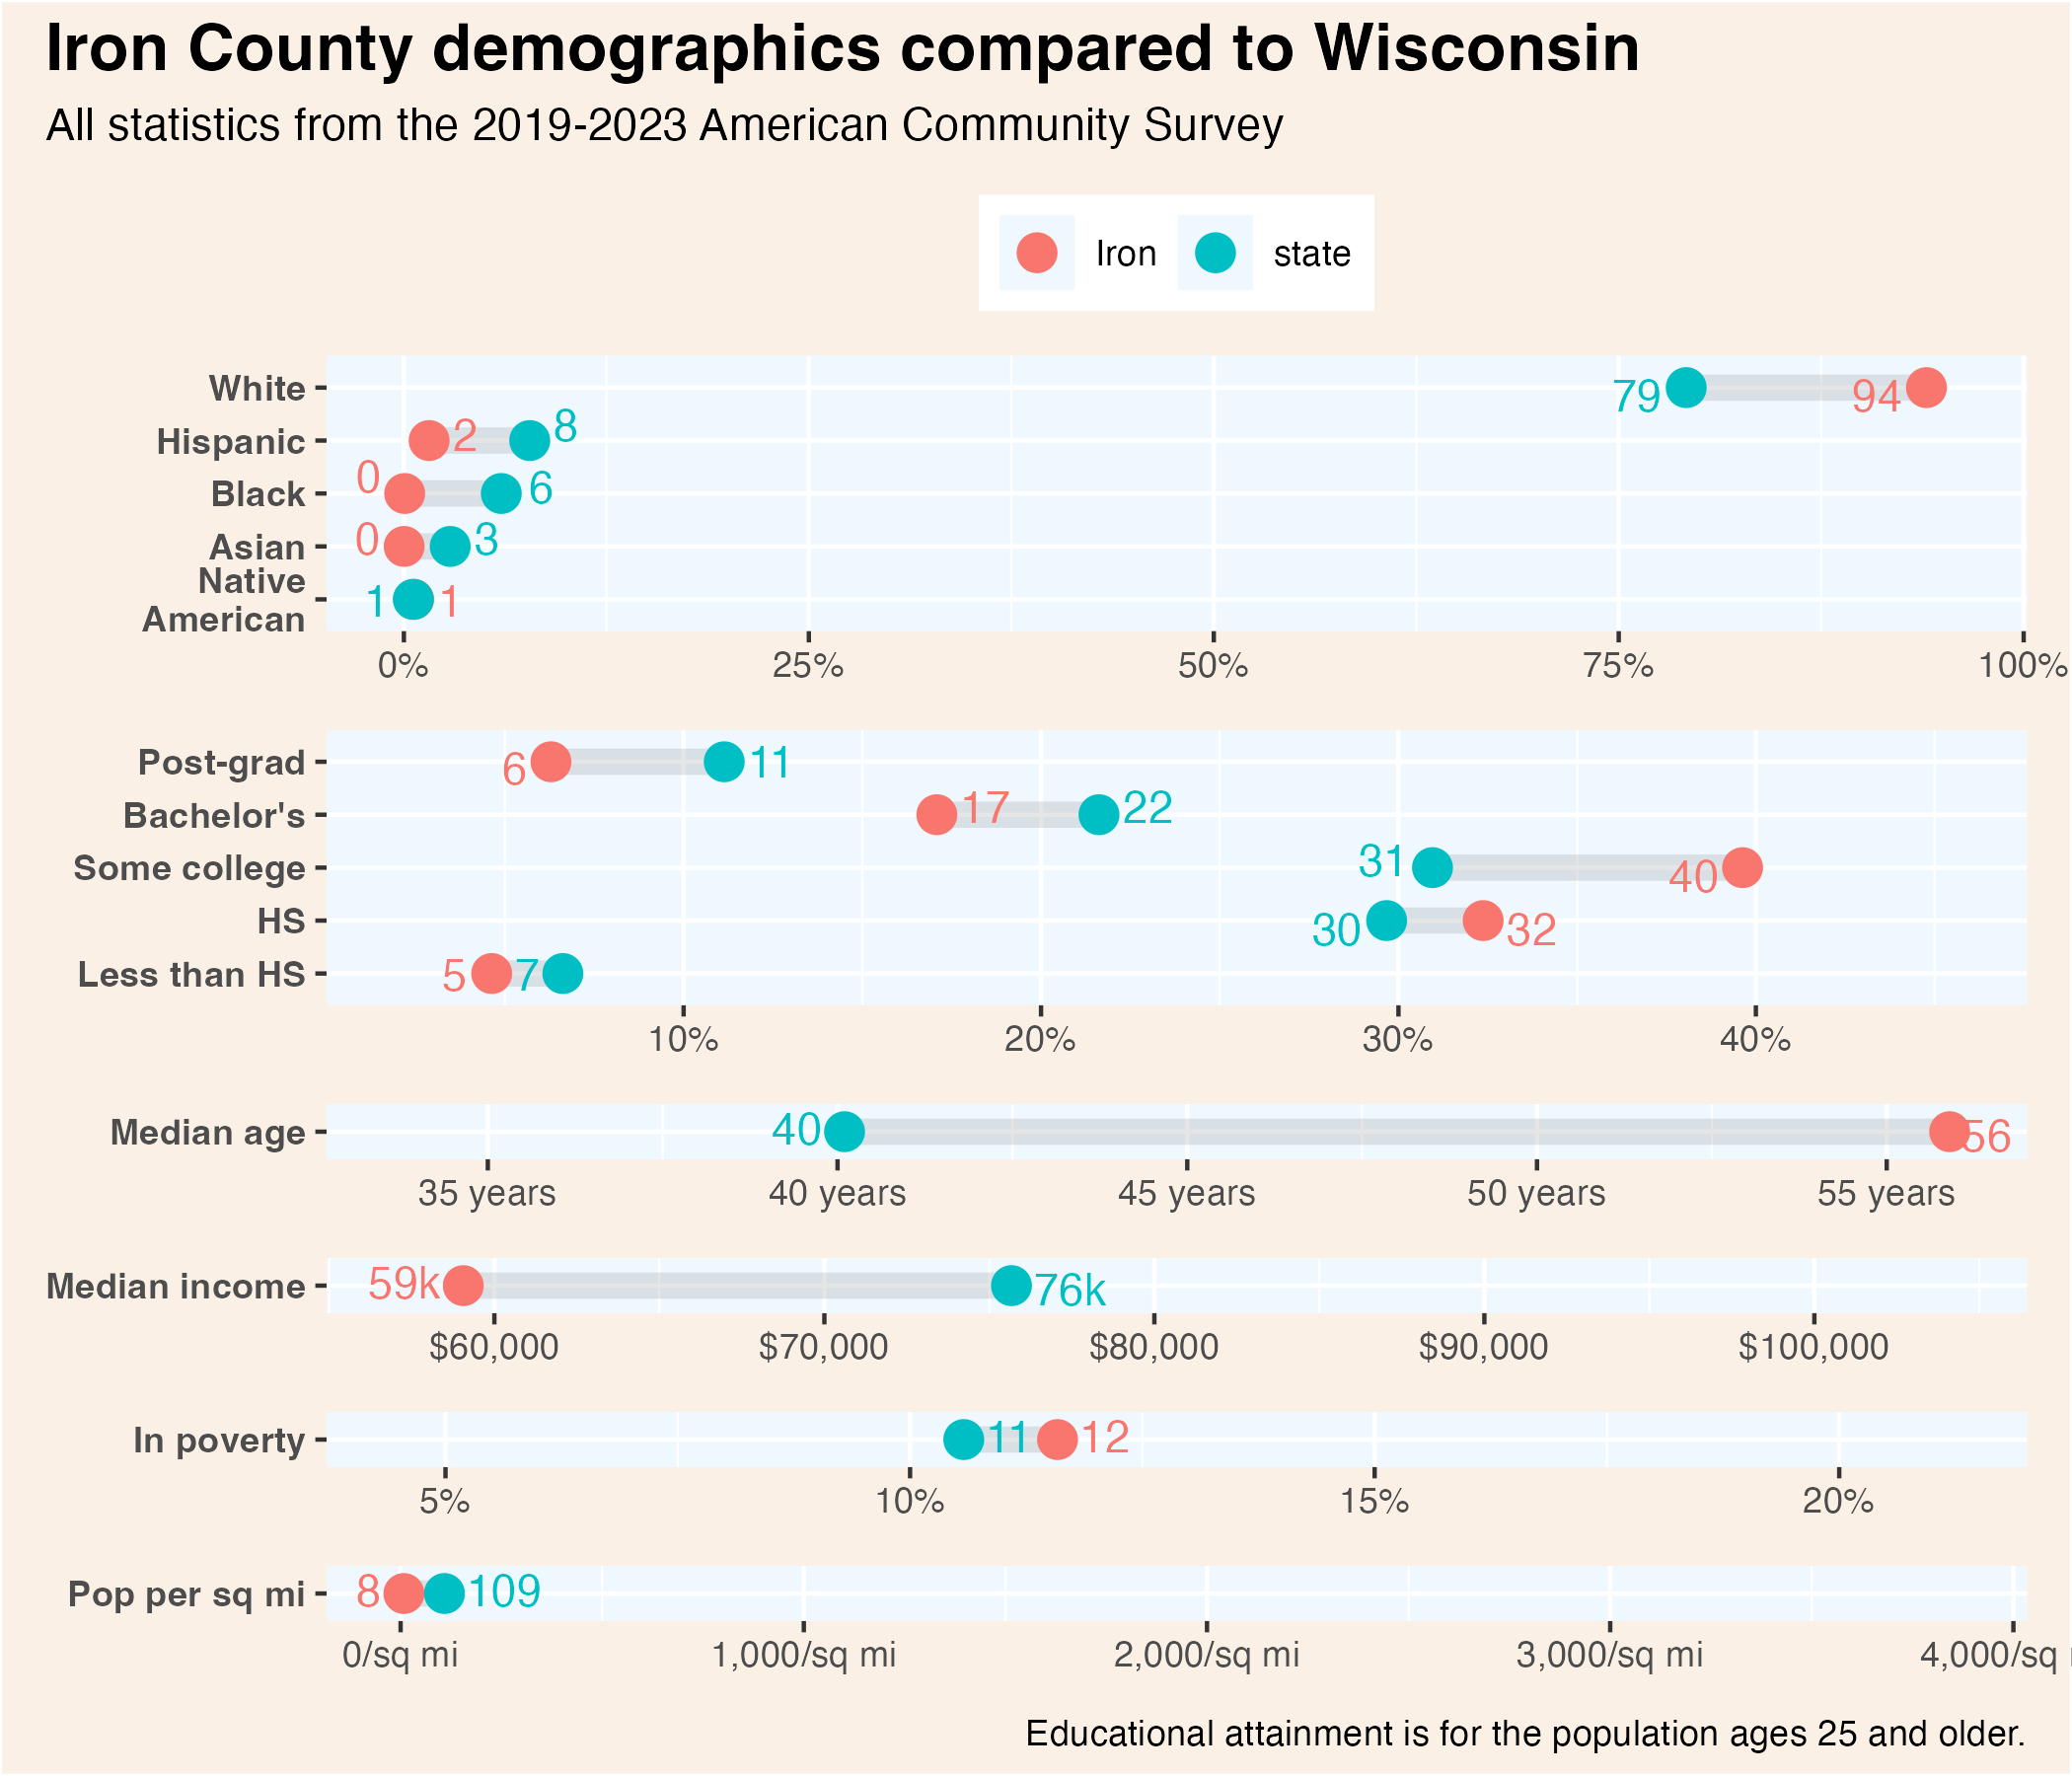 Iron County demographics compared to Wisconsin
All statistics from the 2019-2023 American Community Survey
Iron state
White 79 94
Hispanic 2 8
Black 0 6
Asian 0 3
Native
American 1 1
0% 25% 50% 75% 100%
Post-grad 6 11
Bachelor's 17 22
Some college 31 40
HS 30 32
Less than HS 5 7
10% 20% 30% 40%
Median age 40 56
35 years 40 years 45 years 50 years 55 years
Median income 59k 76k
$60,000 $70,000 $80,000 $90,000 $100,000
In poverty 11 12
5% 10% 15% 20%
Pop per sq mi 8 109
0/sq mi 1,000/sq mi 2,000/sq mi 3,000/sq mi 4,000/sq
Educational attainment is for the population ages 25 and older.